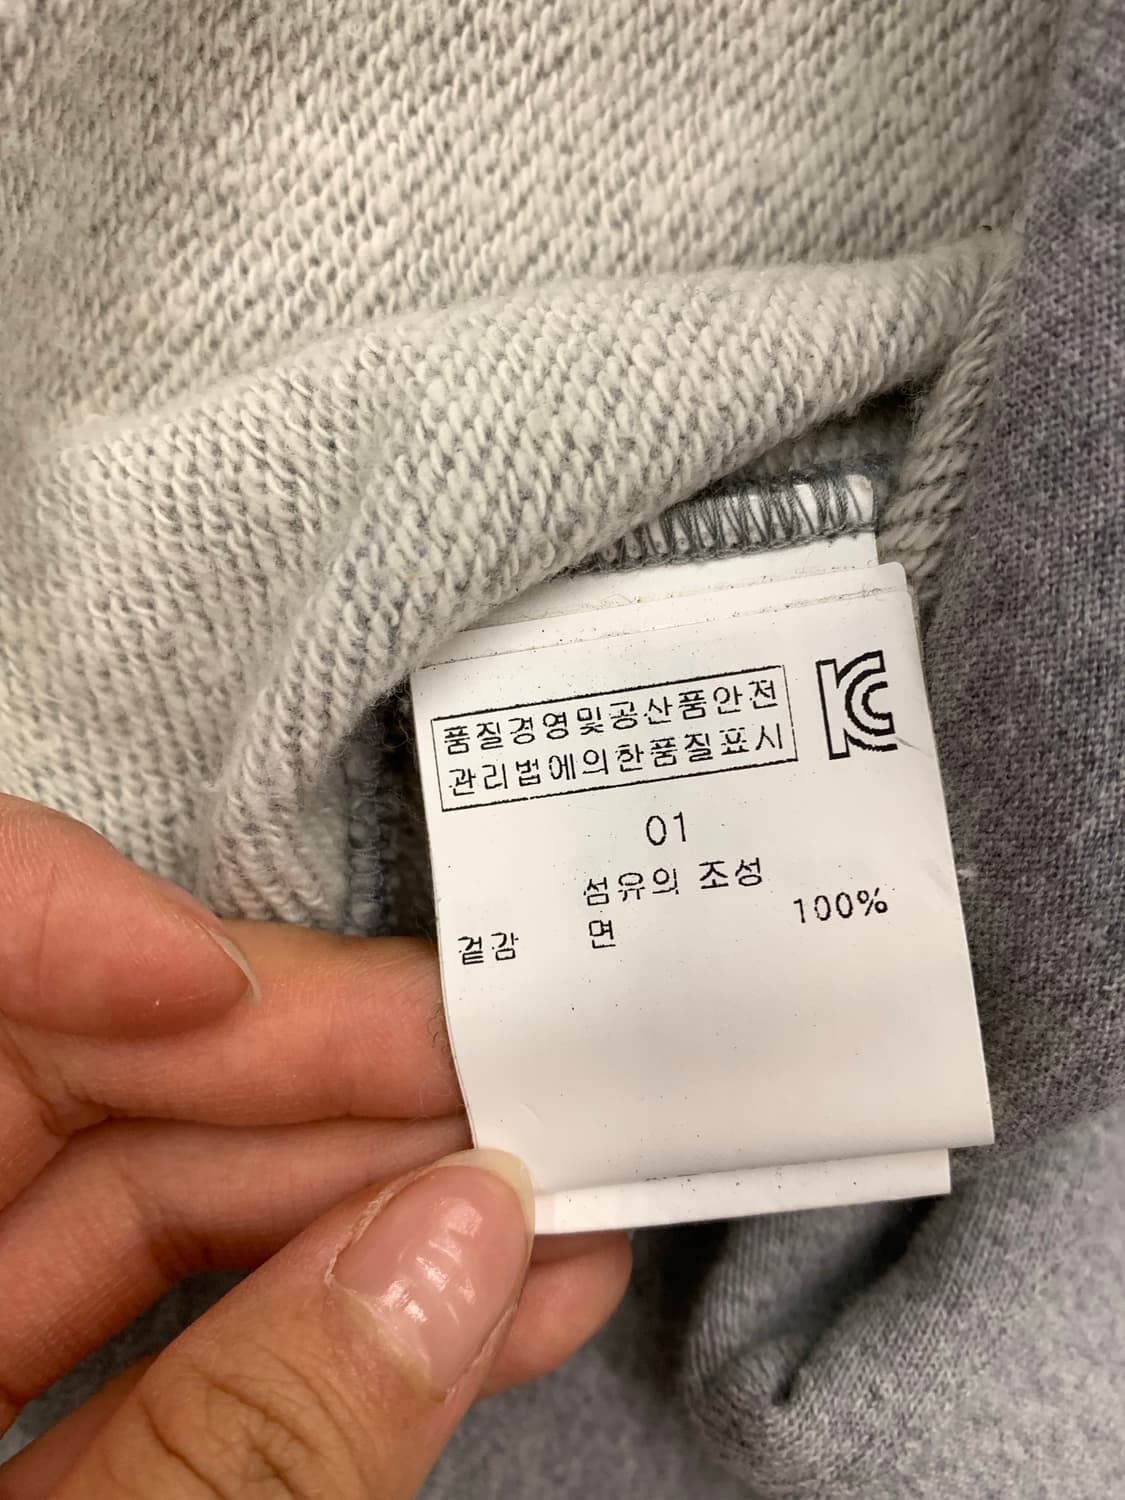 품질경영및공산품안전
관리법에의한품질표시
KC
01
섬유의 조성
겉감 면 100%